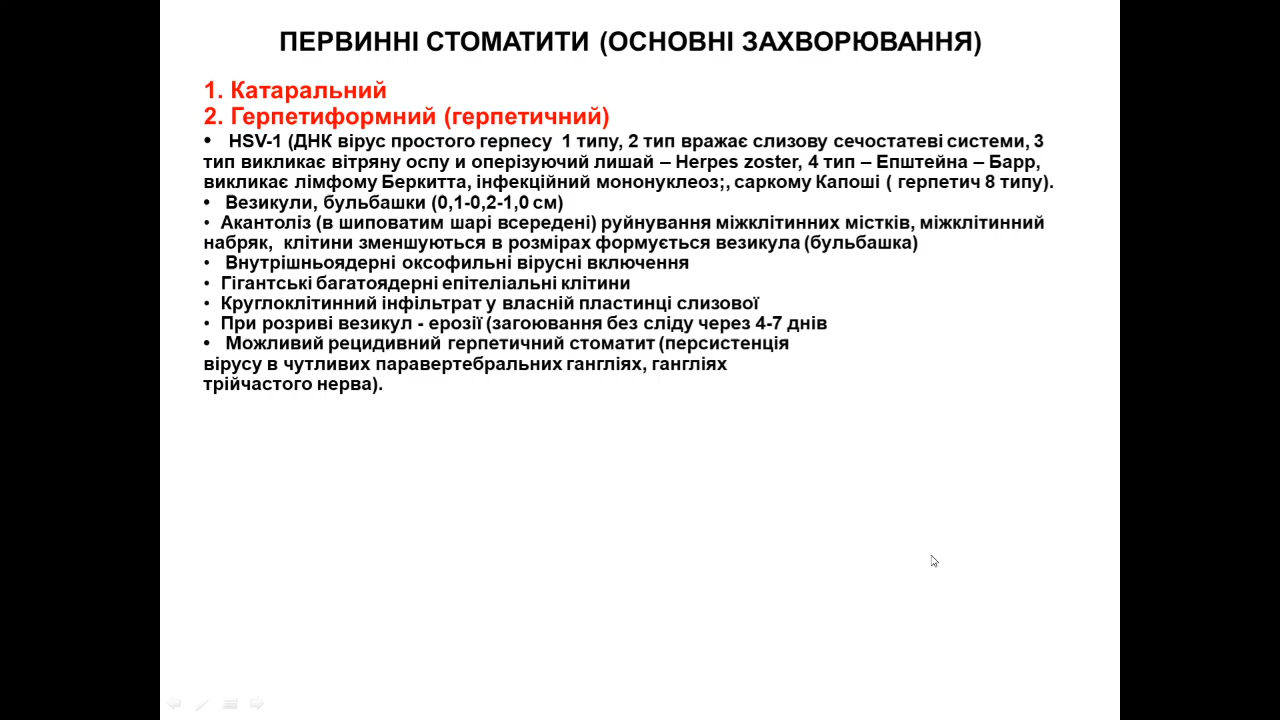 ПЕРВИННІ СТОМАТИТИ (ОСНОВНІ ЗАХВОРЮВАННЯ)
1. Катаральний
2. Герпетиформний (герпетичний)
• HSV-1 (ДНК вірус простого герпесу 1 типу, 2 тип вражає слизову сечостатеві системи, 3
тип викликає вітряну оспу и оперізуючий лишай – Herpes zoster, 4 тип – Епштейна – Барр,
викликає лімфому Беркитта, інфекційний мононуклеоз;, саркому Капоші ( герпетич 8 типу).
• Везикули, бульбашки (0,1-0,2-1,0 см)
• Акантоліз (в шиповатим шарі всередені) руйнування міжклітинних містків, міжклітинний
набряк, клітини зменшуються в розмірах формується везикула (бульбашка)
• Внутрішньоядерні оксофильні вірусні включення
• Гігантські багатоядерні епітеліальні клітини
• Круглоклітинний інфільтрат у власній пластинці слизової
• При розриві везикул - ерозії (загоювання без сліду через 4-7 днів
• Можливий рецидивний герпетичний стоматит (персистенція
вірусу в чутливих паравертебральних гангліях, гангліях
трійчастого нерва).